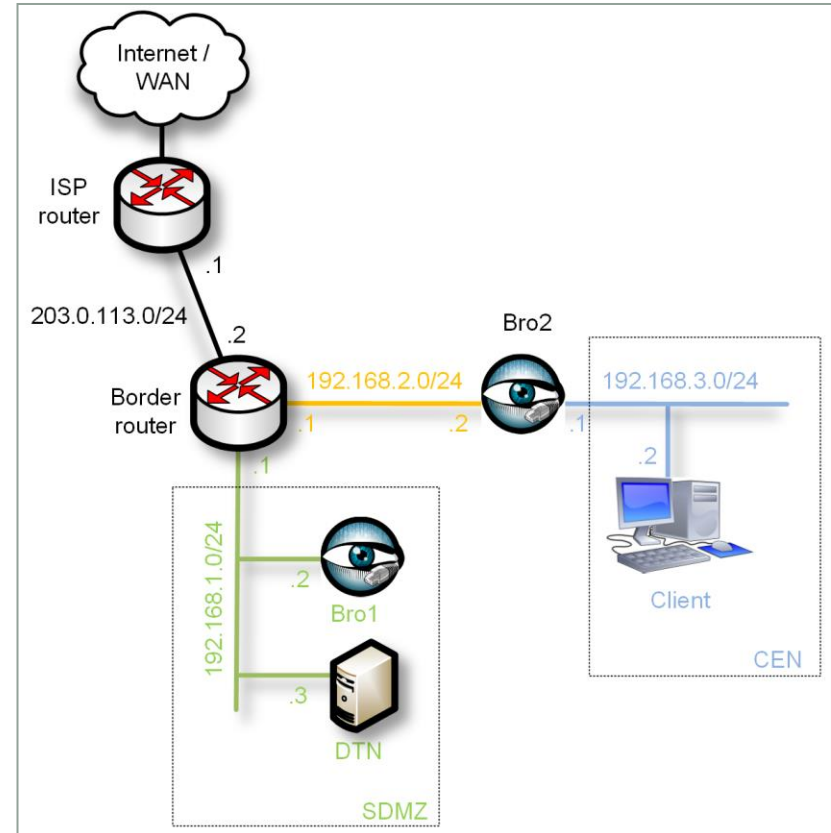 Internet /
WAN
ISP
router
.1
203.0.113.0/24
.2
Bro2
Border
router
192.168.2.0/24
.1
.2
192.168.3.0/24
.1
.2
Client
CEN
.1
192.168.1.0/24
.2
Bro1
.3
DTN
SDMZ